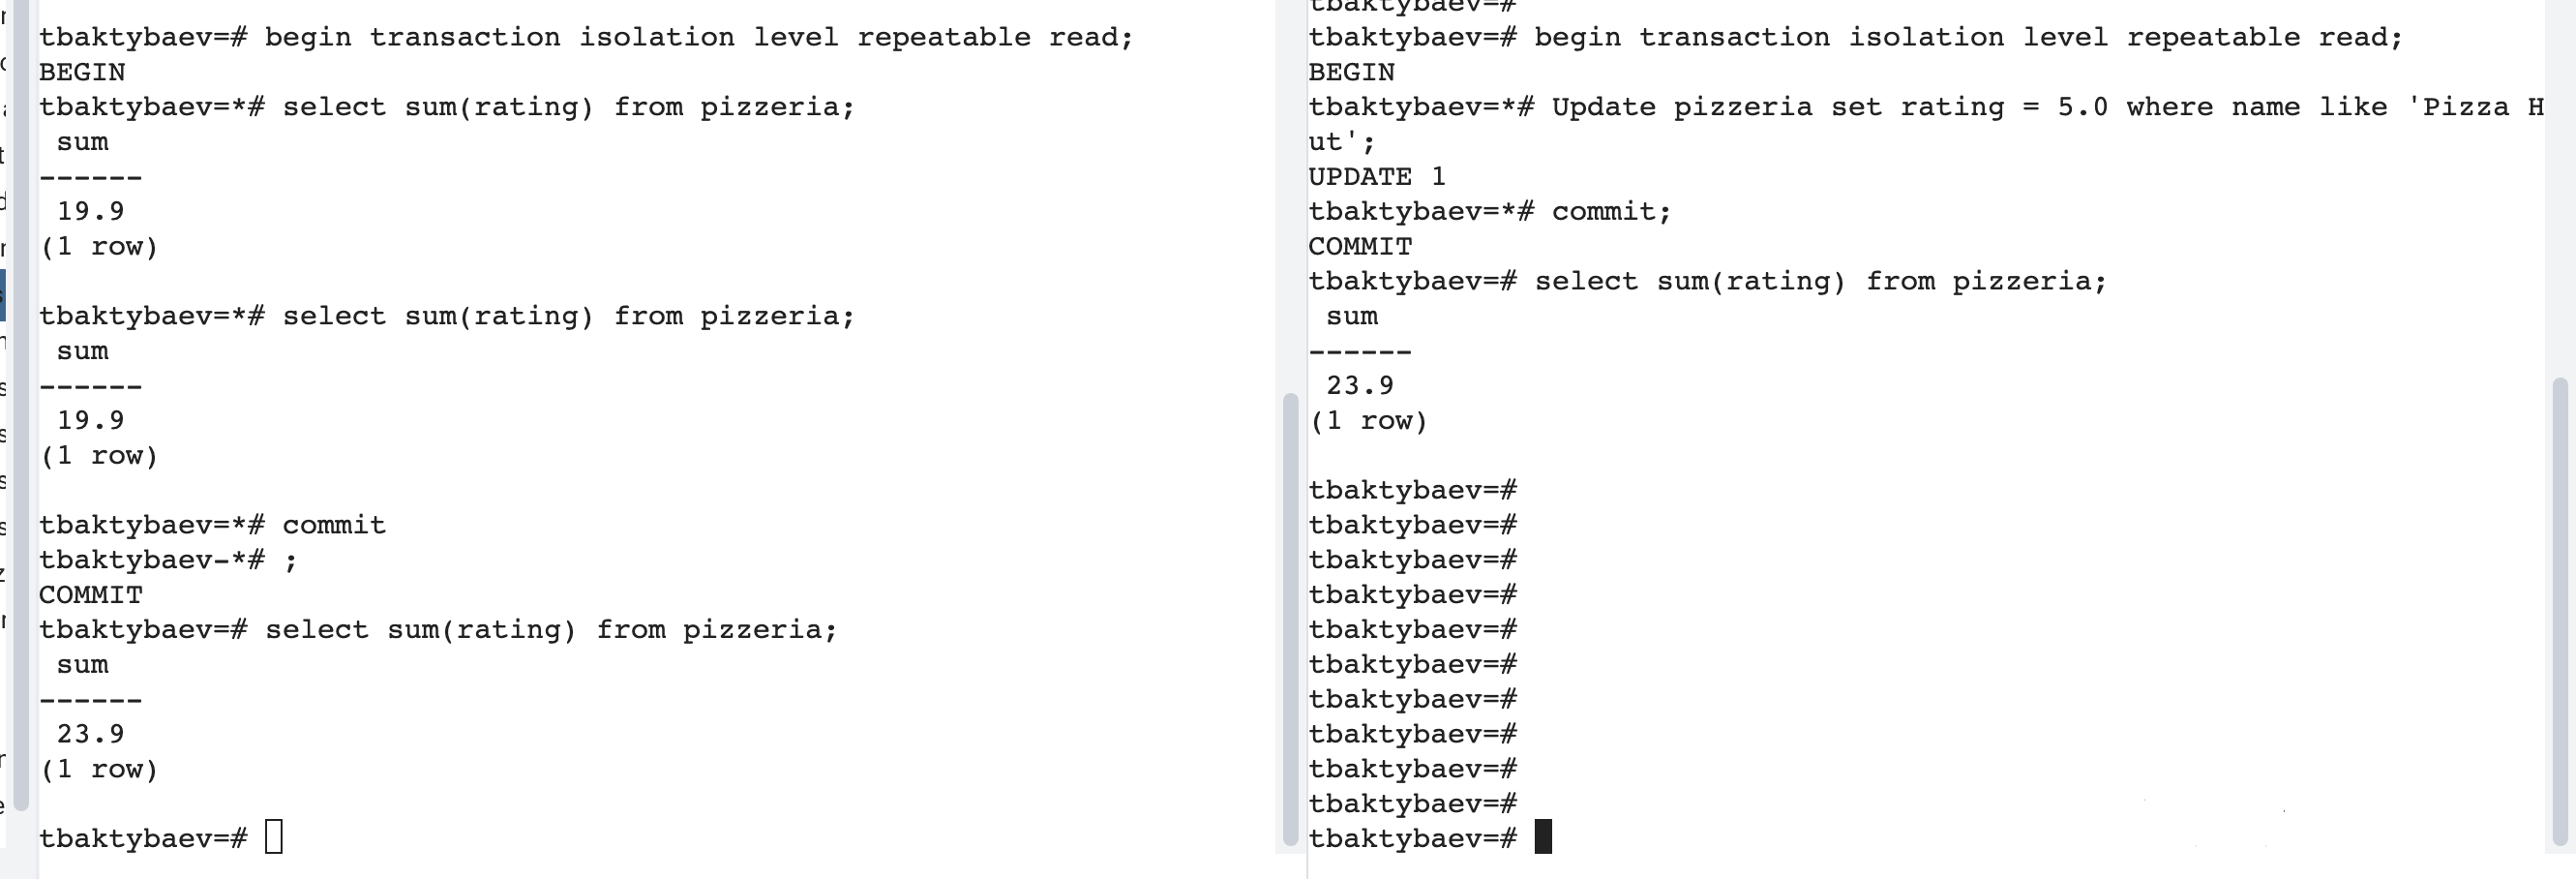 tbaktybaev=# begin transaction isolation level repeatable read;
BEGIN
tbaktybaev=*# select sum(rating) from pizzeria;
 sum
------
 19.9
(1 row)

tbaktybaev=*# select sum(rating) from pizzeria;
 sum
------
 19.9
(1 row)

tbaktybaev=*# commit
tbaktybaev-*# ;
COMMIT
tbaktybaev=# select sum(rating) from pizzeria;
 sum
------
 23.9
(1 row)

tbaktybaev=#
tbaktybaev=#
tbaktybaev=# begin transaction isolation level repeatable read;
BEGIN
tbaktybaev=*# Update pizzeria set rating = 5.0 where name like 'Pizza H
ut';
UPDATE 1
tbaktybaev=*# commit;
COMMIT
tbaktybaev=# select sum(rating) from pizzeria;
 sum
------
 23.9
(1 row)

tbaktybaev=#
tbaktybaev=#
tbaktybaev=#
tbaktybaev=#
tbaktybaev=#
tbaktybaev=#
tbaktybaev=#
tbaktybaev=#
tbaktybaev=#
tbaktybaev=#
tbaktybaev=#